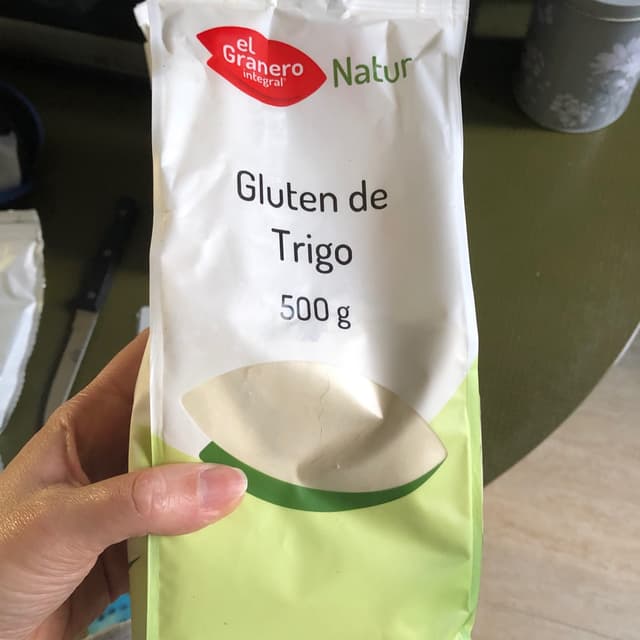 el
Granero
integral
Natur
Gluten de
Trigo
500 g